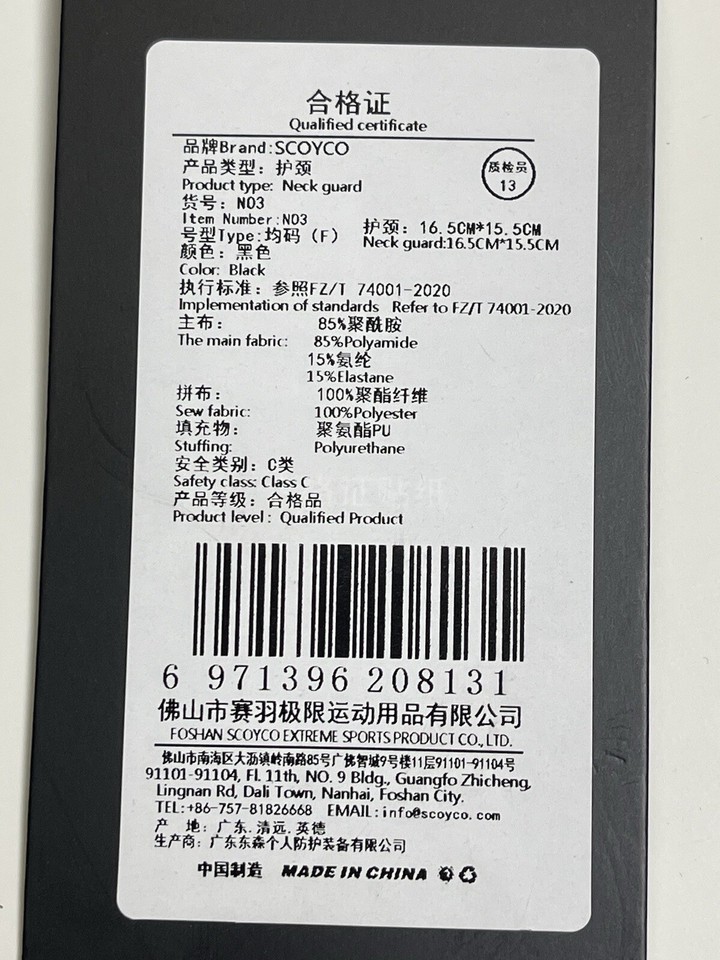 合格证
Qualified certificate
品牌Brand:SCOYCO
产品类型：护颈
Product type: Neck guard
质检员
13
货号：N03
Item Number:N03
号型Type:均码（F）
护颈：16.5CM*15.5CM
Neck guard:16.5CM*15.5CM
颜色：黑色
Color: Black
执行标准：参照FZ/T 74001-2020
Implementation of standards Refer to FZ/T 74001-2020
主布： 85%聚酰胺
The main fabric: 85%Polyamide
15%氨纶
15%Elastane
拼布： 100%聚酯纤维
Sew fabric: 100%Polyester
填充物： 聚氨酯PU
Stuffing: Polyurethane
安全类别：C类
Safety class: Class C
产品等级：合格品
Product level: Qualified Product
6 971396 208131
佛山市赛羽极限运动用品有限公司
FOSHAN SCOYCO EXTREME SPORTS PRODUCT CO., LTD.
佛山市南海区大沥镇岭南路85号广佛智城9号楼11层91101-91104号
91101-91104, Fl. 11th, NO. 9 Bldg., Guangfo Zhicheng,
Lingnan Rd, Dali Town, Nanhai, Foshan City.
TEL:+86-757-81826668 EMAIL:info@scoyco.com
产 地：广东.清远.英德
生产商：广东东森个人防护装备有限公司
中国制造 MADE IN CHINA